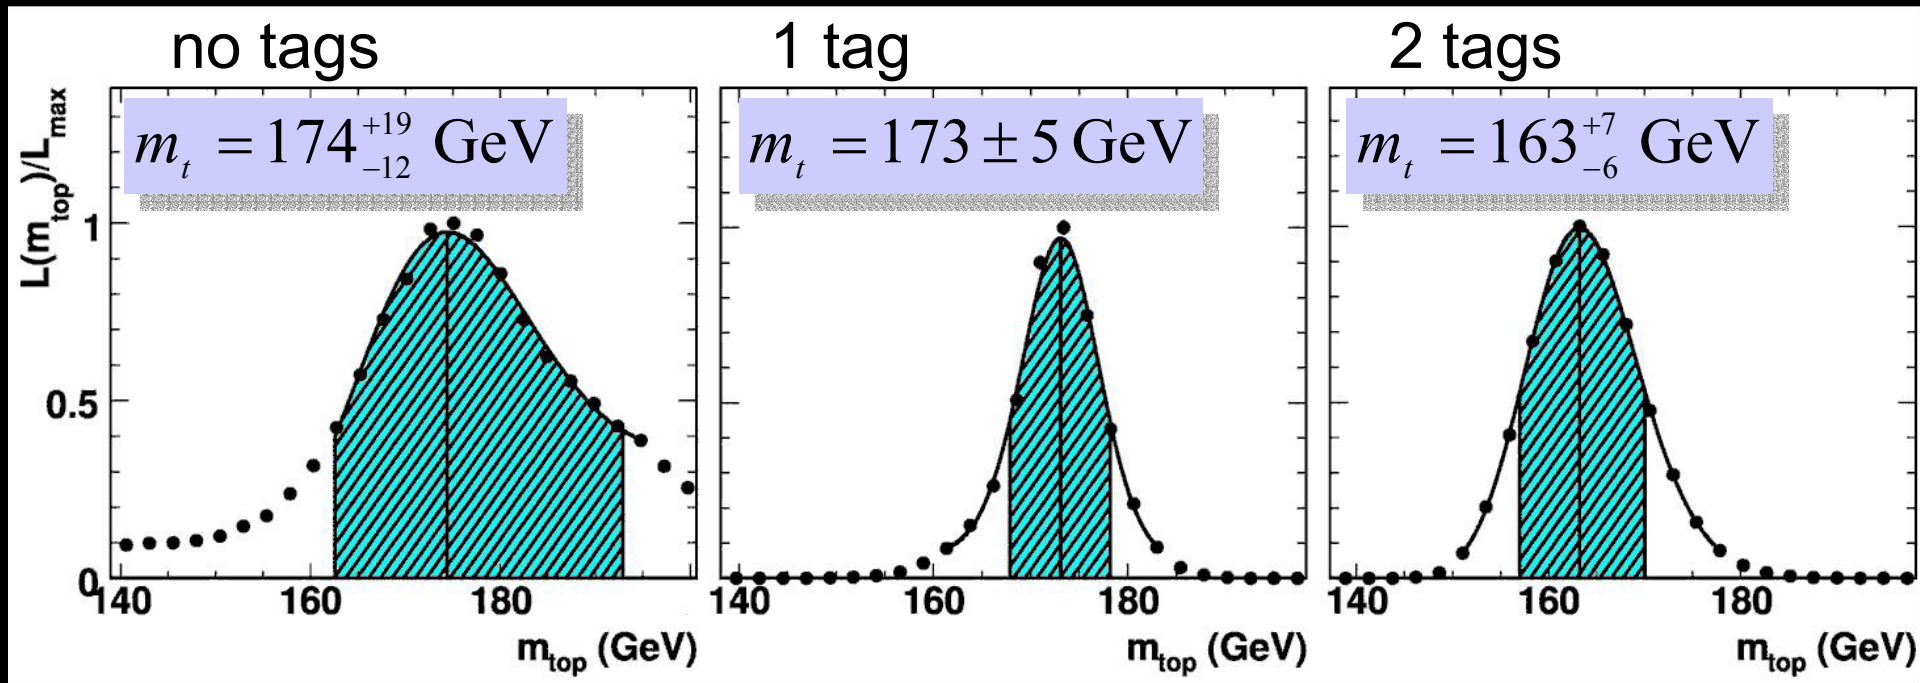 no tags
m_t = 174 +19 −12 GeV
L(m_top)/L_max
1
0.5
0
140 160 180
m_top (GeV)
1 tag
m_t = 173 ± 5 GeV
140 160 180
m_top (GeV)
2 tags
m_t = 163 +7 −6 GeV
140 160 180
m_top (GeV)